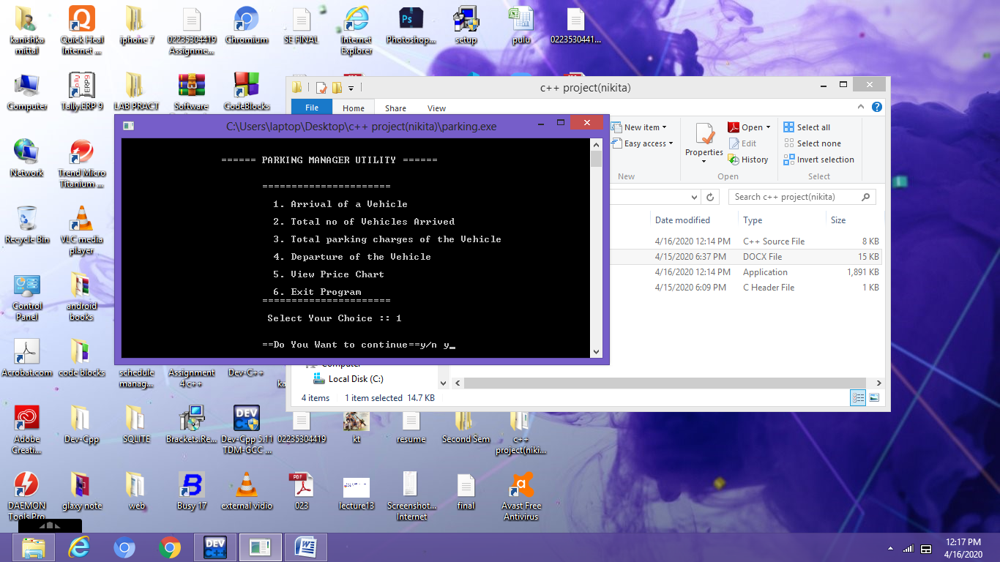 kanishka mittal
Quick Heal Internet ...
iphone 7
02235304419 Assignme...
Chromium
SE FINAL
Internet Explorer
Ps
Photoshop...
setup
pulu
0223530441...
Computer
Tally.ERP 9
LAB PRACT
Software
CodeBlocks
Network
Trend Micro Titanium ...
Recycle Bin
VLC media player
Control Panel
android books
Acrobat.com
code blocks
schedule manag...
Assignment 4 c++
Dev-C++
Adobe Creati...
Dev-Cpp
SQLITE
Brackets.Re...
DEV C++
Dev-Cpp 5.11 TDM-GCC ...
02235304419
kt
resume
Second Sem
c++ project(niki...
DAEMON Tools Pro
glaxy note
web
Busy 17
external vidio
PDF
023
lecture13
Screenshot... Internet
final
Avast Free Antivirus
c++ project(nikita)
File Home Share View
Properties
New item
Easy access
New
Open
Edit
History
Open
Select all
Select none
Invert selection
Select
Search c++ project(nikita)
Date modified Type Size
4/16/2020 12:14 PM C++ Source File 8 KB
4/15/2020 6:37 PM DOCX File 15 KB
4/16/2020 12:14 PM Application 1,891 KB
4/15/2020 6:09 PM C Header File 1 KB
Computer
Local Disk (C:)
4 items 1 item selected 14.7 KB
C:\Users\laptop\Desktop\c++ project(nikita)\parking.exe
====== PARKING MANAGER UTILITY ======
======================
1. Arrival of a Vehicle
2. Total no of Vehicles Arrived
3. Total parking charges of the Vehicle
4. Departure of the Vehicle
5. View Price Chart
6. Exit Program
======================
Select Your Choice :: 1
==Do You Want to continue==y/n y_
DEV C++
12:17 PM
4/16/2020